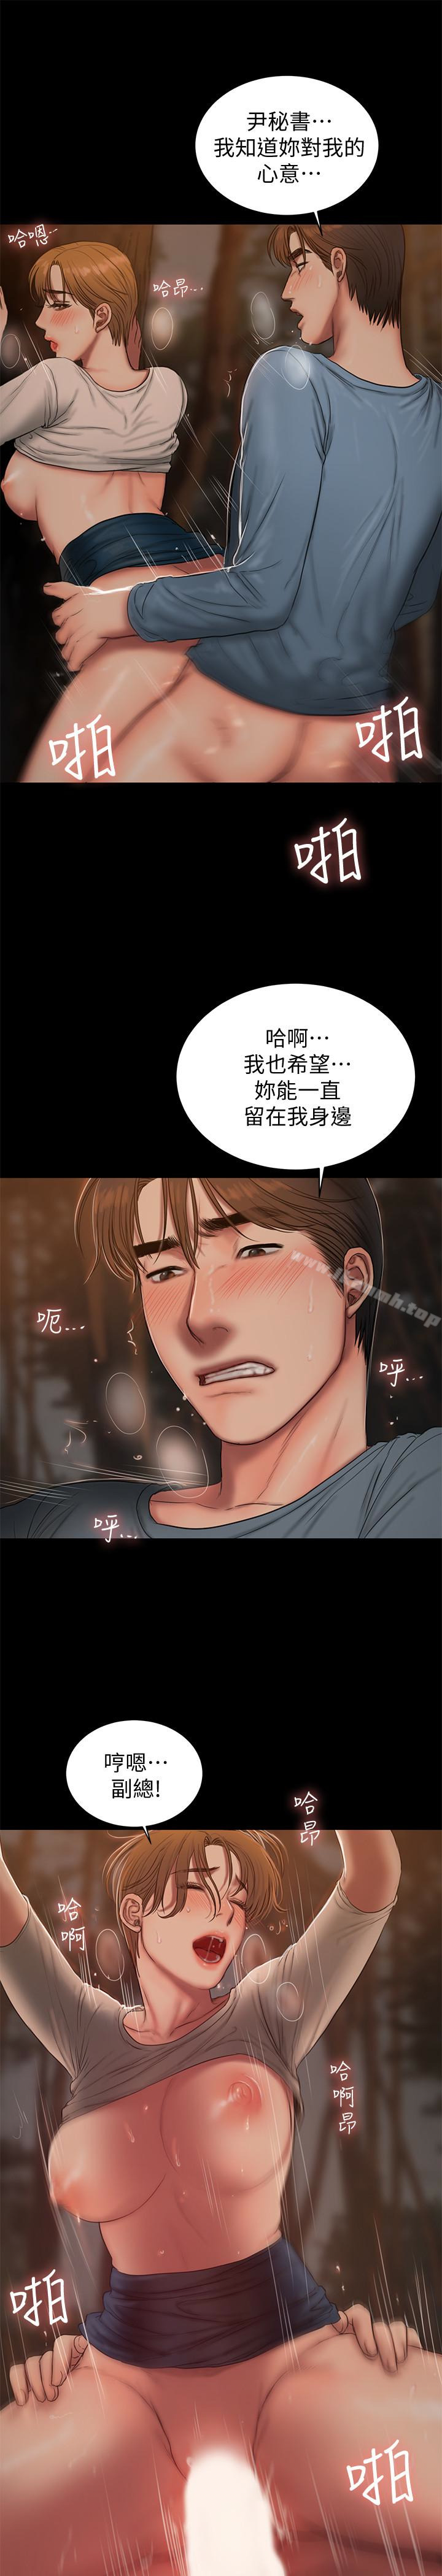 尹秘書…
我知道妳對我的
心意…
哈嗯…
哈昂…
啪
啪
啪
哈啊…
我也希望…
妳能一直
留在我身邊
呃…
呼…
呼…
哼嗯…
副總!
哈昂
哈啊
哈啊昂
啪
啪